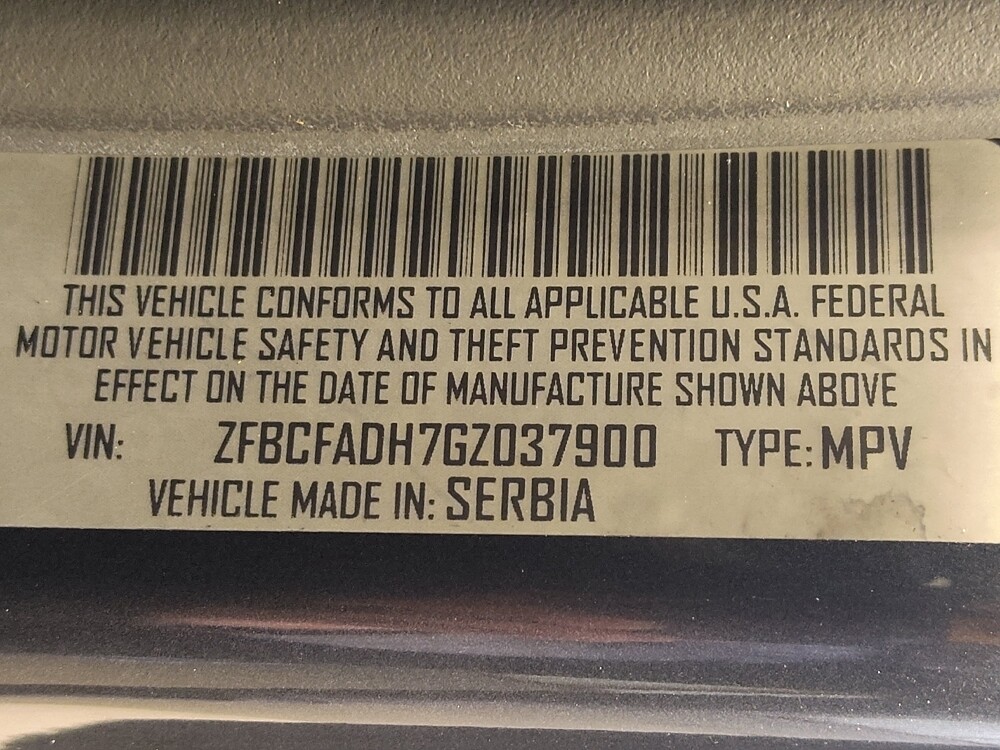 THIS VEHICLE CONFORMS TO ALL APPLICABLE U.S.A. FEDERAL
MOTOR VEHICLE SAFETY AND THEFT PREVENTION STANDARDS IN
EFFECT ON THE DATE OF MANUFACTURE SHOWN ABOVE
VIN: ZFBCFADH7GZ037900 TYPE: MPV
VEHICLE MADE IN: SERBIA